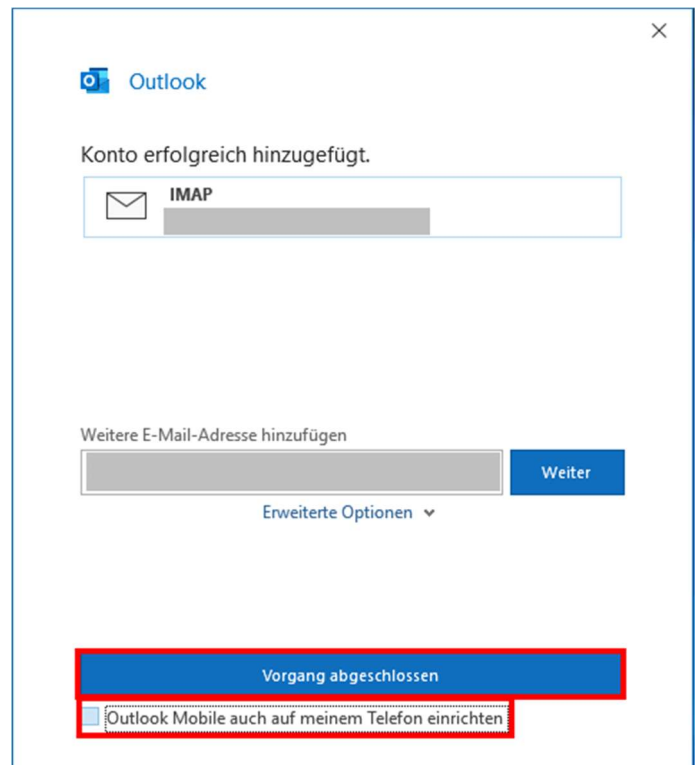 Outlook
Konto erfolgreich hinzugefügt.
IMAP
Weitere E-Mail-Adresse hinzufügen
Weiter
Erweiterte Optionen
Vorgang abgeschlossen
Outlook Mobile auch auf meinem Telefon einrichten